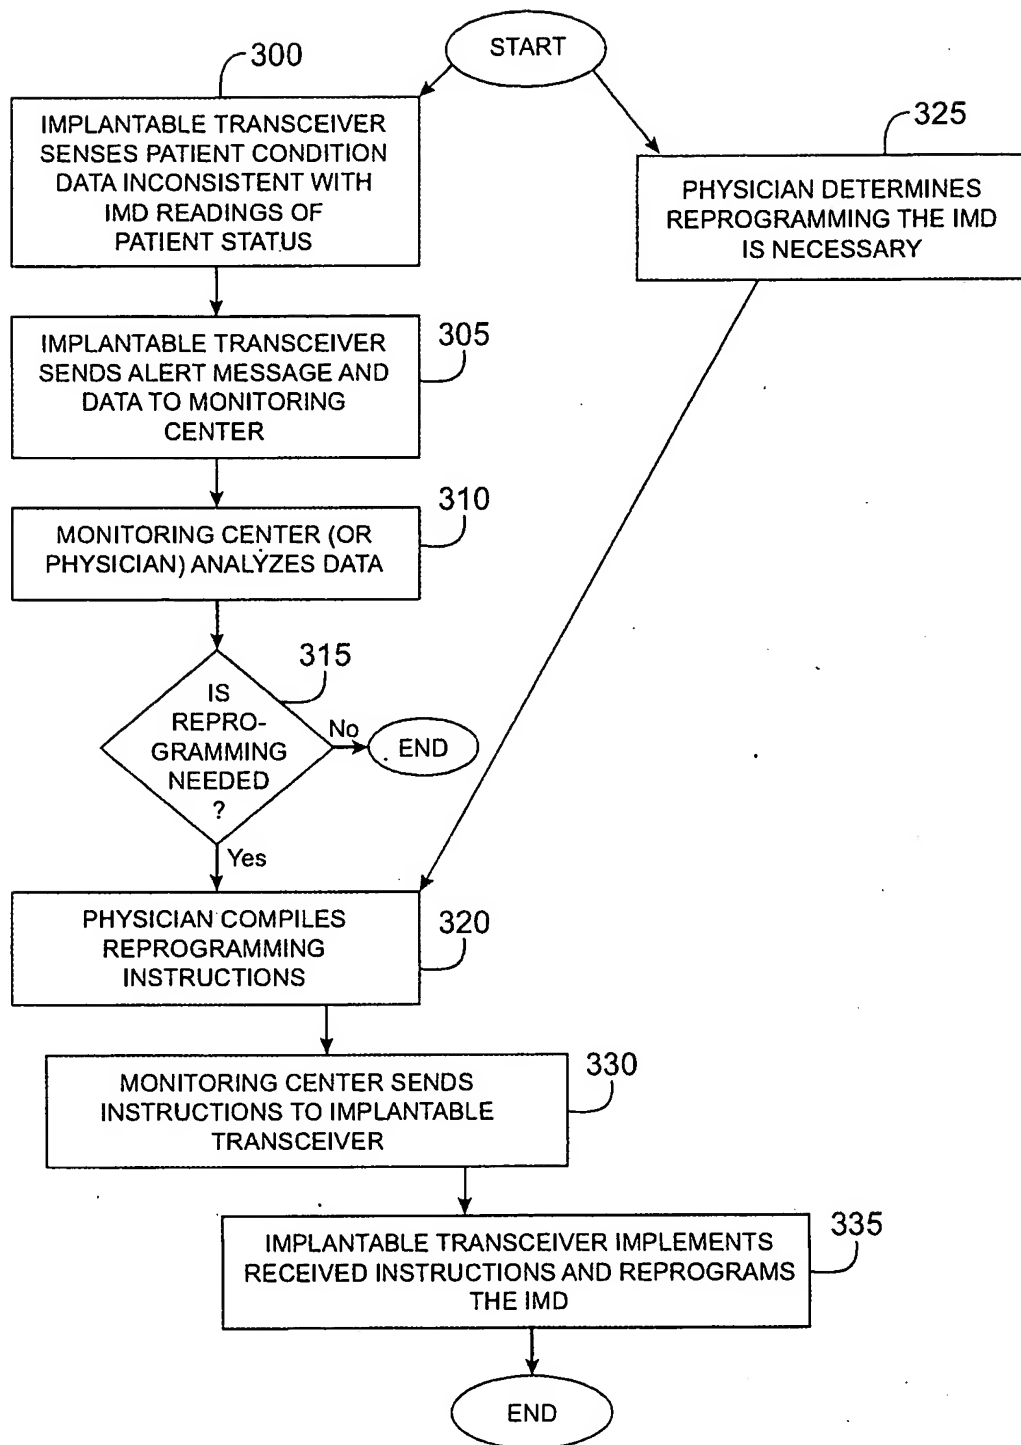 START
300
IMPLANTABLE TRANSCEIVER
SENSES PATIENT CONDITION
DATA INCONSISTENT WITH
IMD READINGS OF
PATIENT STATUS
325
PHYSICIAN DETERMINES
REPROGRAMMING THE IMD
IS NECESSARY
305
IMPLANTABLE TRANSCEIVER
SENDS ALERT MESSAGE AND
DATA TO MONITORING
CENTER
310
MONITORING CENTER (OR
PHYSICIAN) ANALYZES DATA
315
IS
REPRO-
GRAMMING
NEEDED
?
No
END
Yes
320
PHYSICIAN COMPILES
REPROGRAMMING
INSTRUCTIONS
330
MONITORING CENTER SENDS
INSTRUCTIONS TO IMPLANTABLE
TRANSCEIVER
335
IMPLANTABLE TRANSCEIVER IMPLEMENTS
RECEIVED INSTRUCTIONS AND REPROGRAMS
THE IMD
END